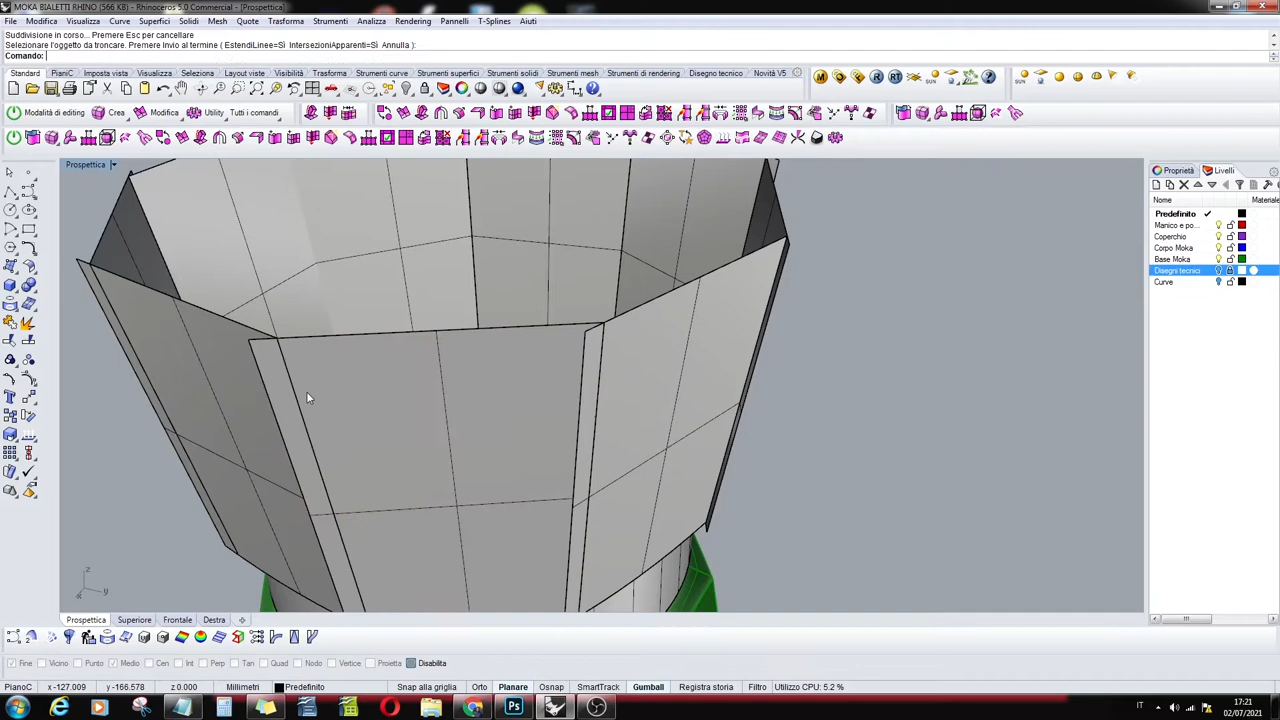 MOKA BIALETTI RHINO (566 KB) - Rhinoceros 5.0 Commercial - [Prospettica]
File Modifica Visualizza Curve Superfici Solidi Mesh Quote Trasforma Strumenti Analizza Rendering Pannelli T-Splines Aiuti
Suddivisione in corso... Premere Esc per cancellare
Selezionare l'oggetto da troncare. Premere Invio al termine ( EstendiLinee=Sì IntersezioniApparenti=Sì Annulla ):
Comando:
Standard PianiC Imposta vista Visualizza Seleziona Layout viste Visibilità Trasforma Strumenti curve Strumenti superfici Strumenti solidi Strumenti mesh Strumenti di rendering Disegno tecnico Novità V5
Modalità di editing Crea Modifica Utility Tutti i comandi
Prospettica
Proprietà Livelli
Nome Materiale
Predefinito
Manico e po...
Coperchio
Corpo Moka
Base Moka
Disegni tecnici
Curve
z
x y
Prospettica Superiore Frontale Destra
Fine Vicino Punto Medio Cen Int Perp Tan Quad Nodo Vertice Proietta Disabilita
PianoC x -127.009 y -166.578 z 0.000 Millimetri Predefinito Snap alla griglia Orto Planare Osnap SmartTrack Gumball Registra storia Filtro Utilizzo CPU: 5.2 %
IT 17:21
02/07/2021